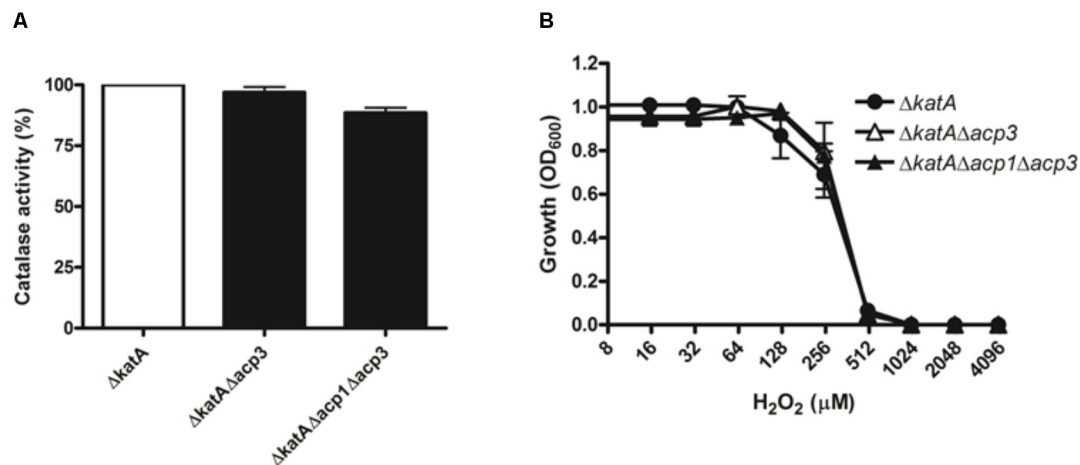 A
Catalase activity (%)
100
75
50
25
0
ΔkatA
ΔkatAΔacp3
ΔkatAΔacp1Δacp3
B
Growth (OD600)
1.2
1.0
0.8
0.6
0.4
0.2
0.0
8
16
32
64
128
256
512
1024
2048
4096
H2O2 (μM)
ΔkatA
ΔkatAΔacp3
ΔkatAΔacp1Δacp3